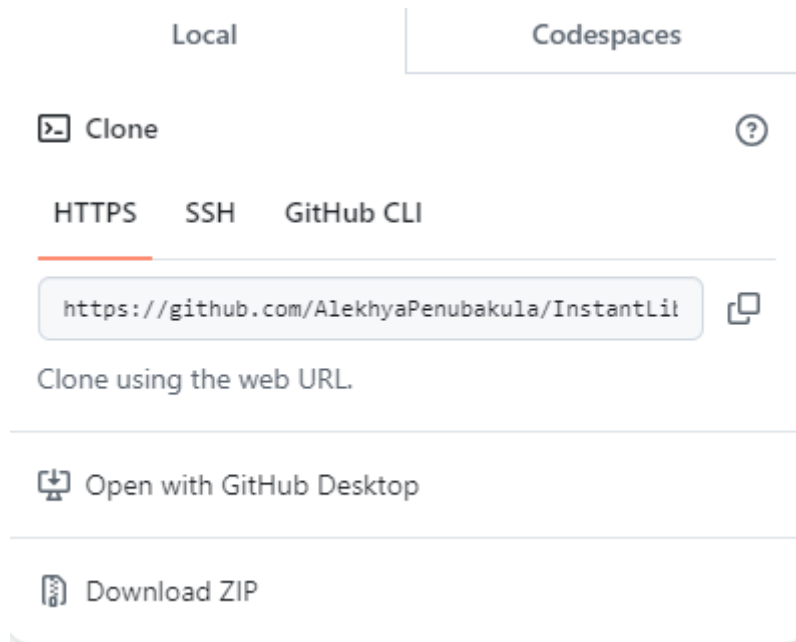 Local Codespaces
Clone
HTTPS SSH GitHub CLI
https://github.com/AlekhyaPenubakula/InstantLib
Clone using the web URL.
Open with GitHub Desktop
Download ZIP